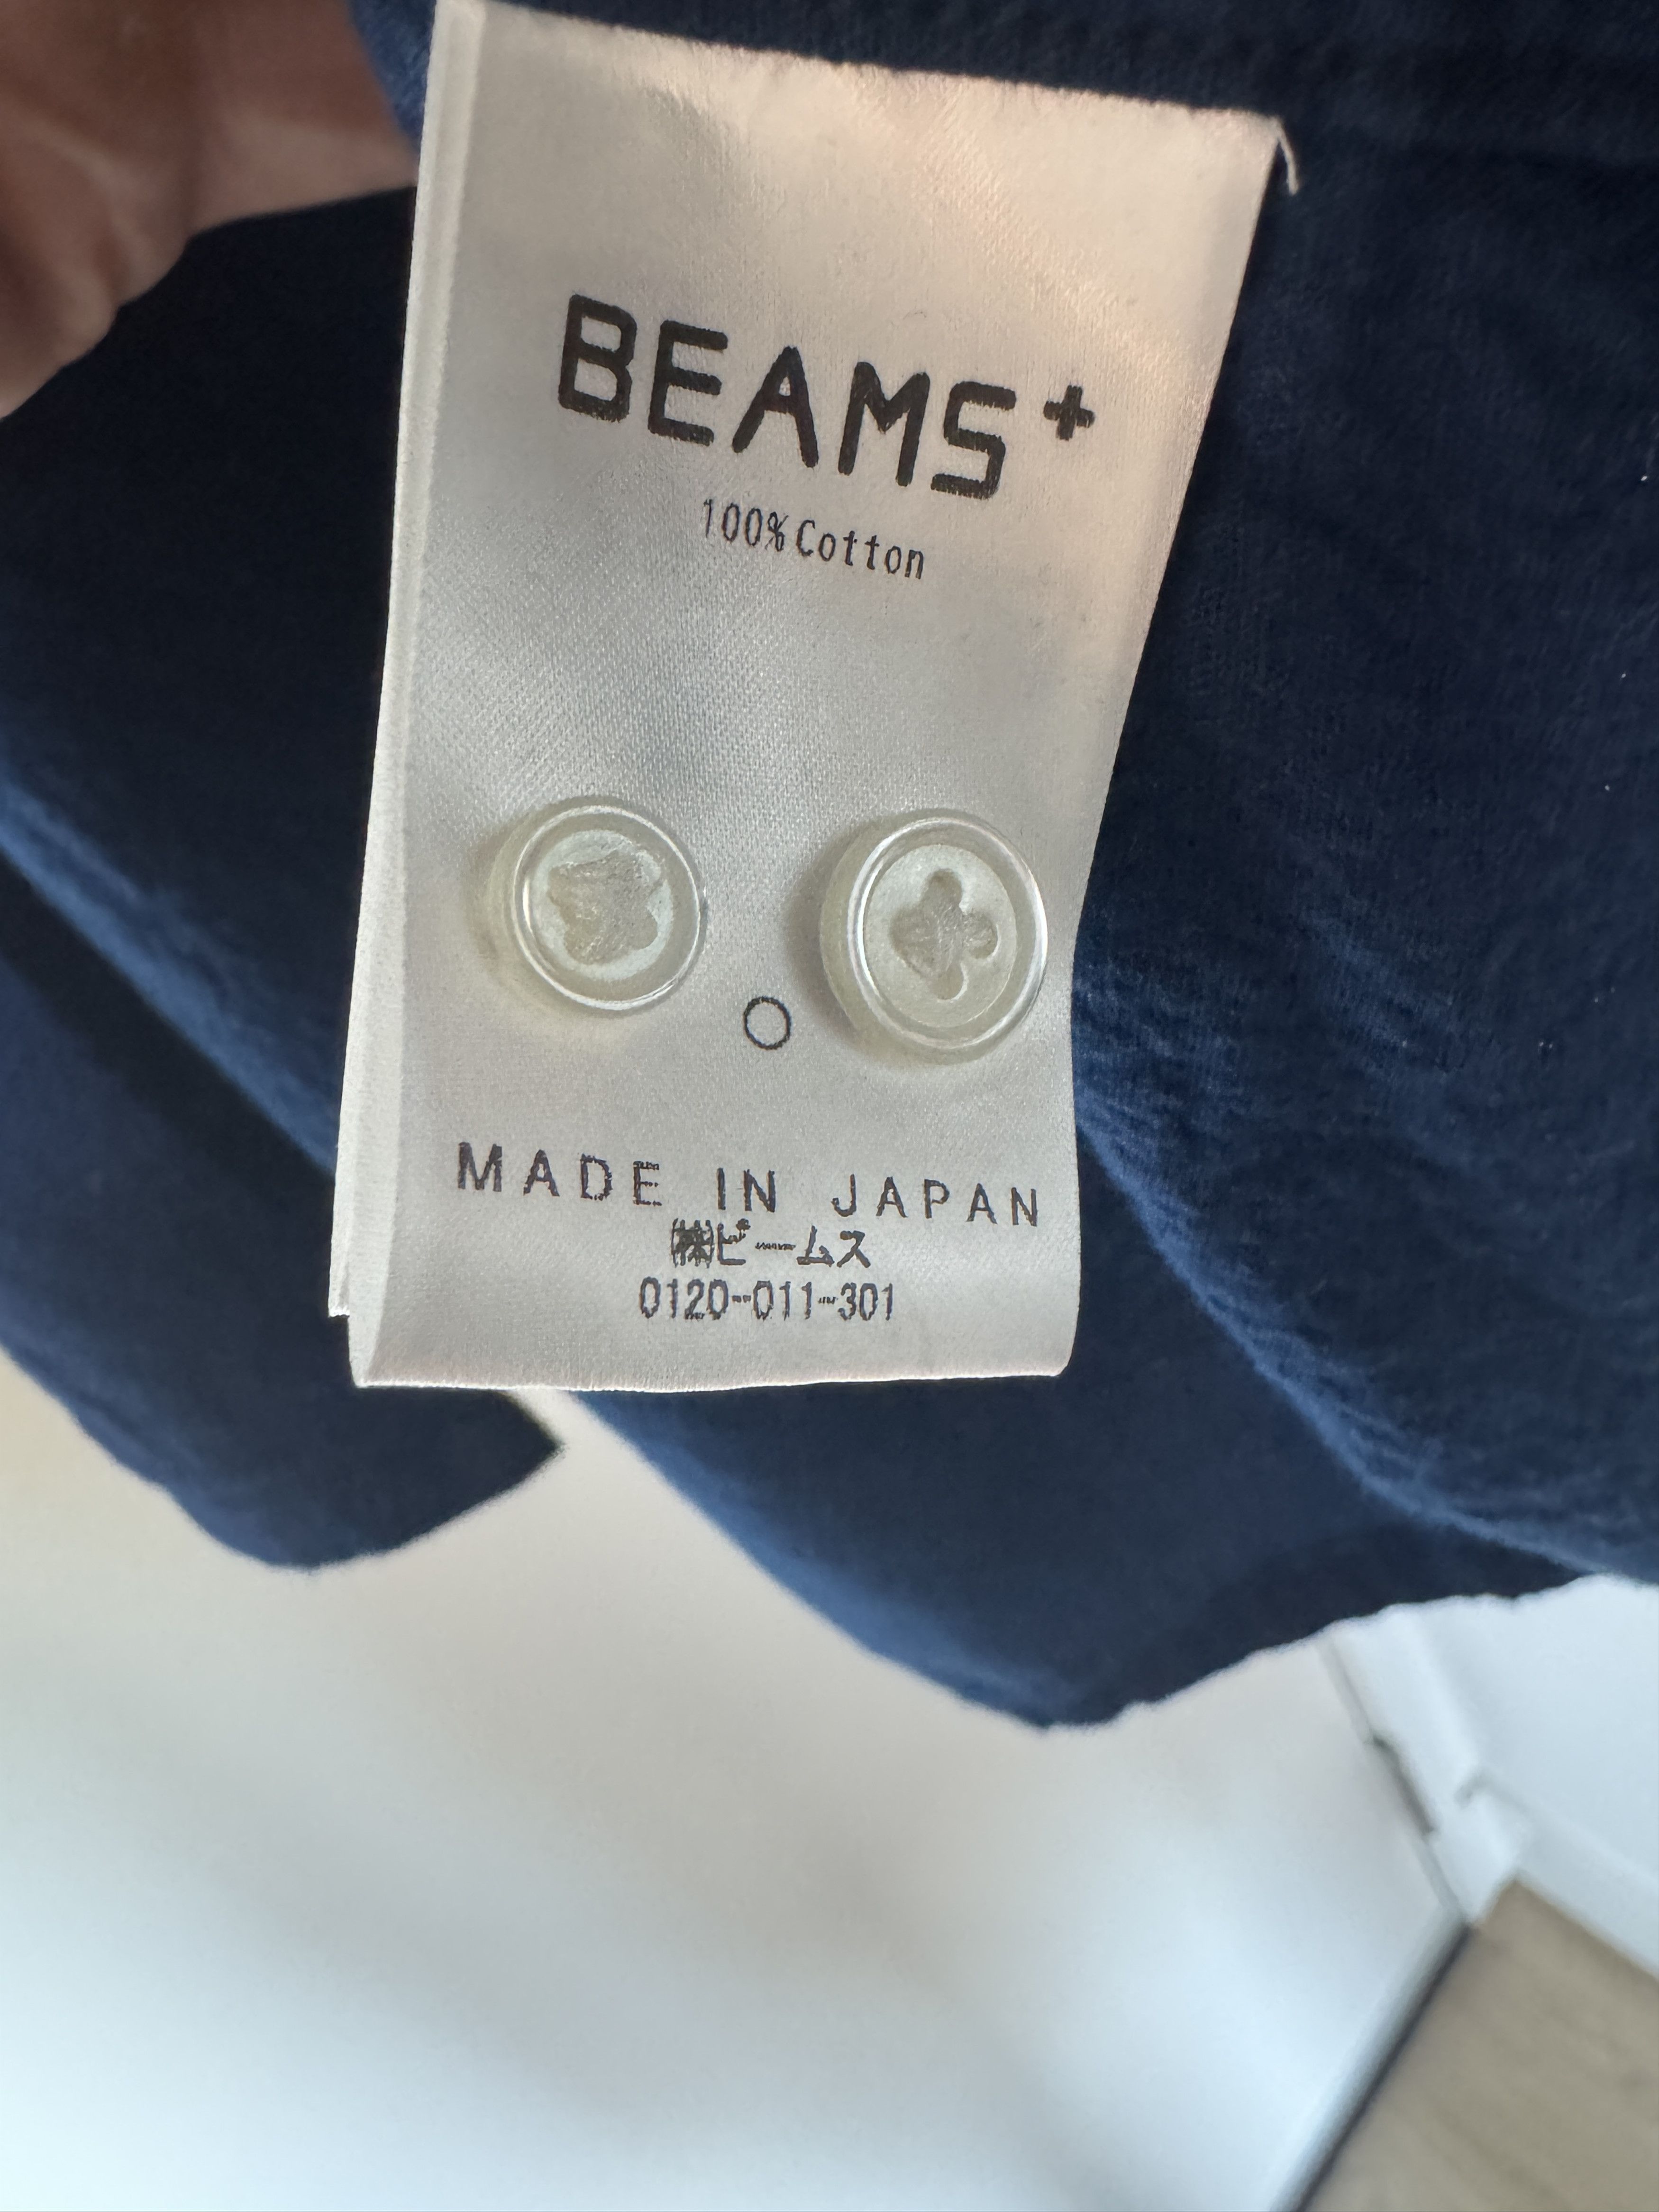 BEAMS+
100%Cotton
MADE IN JAPAN
㈱ビームス
0120-011-301